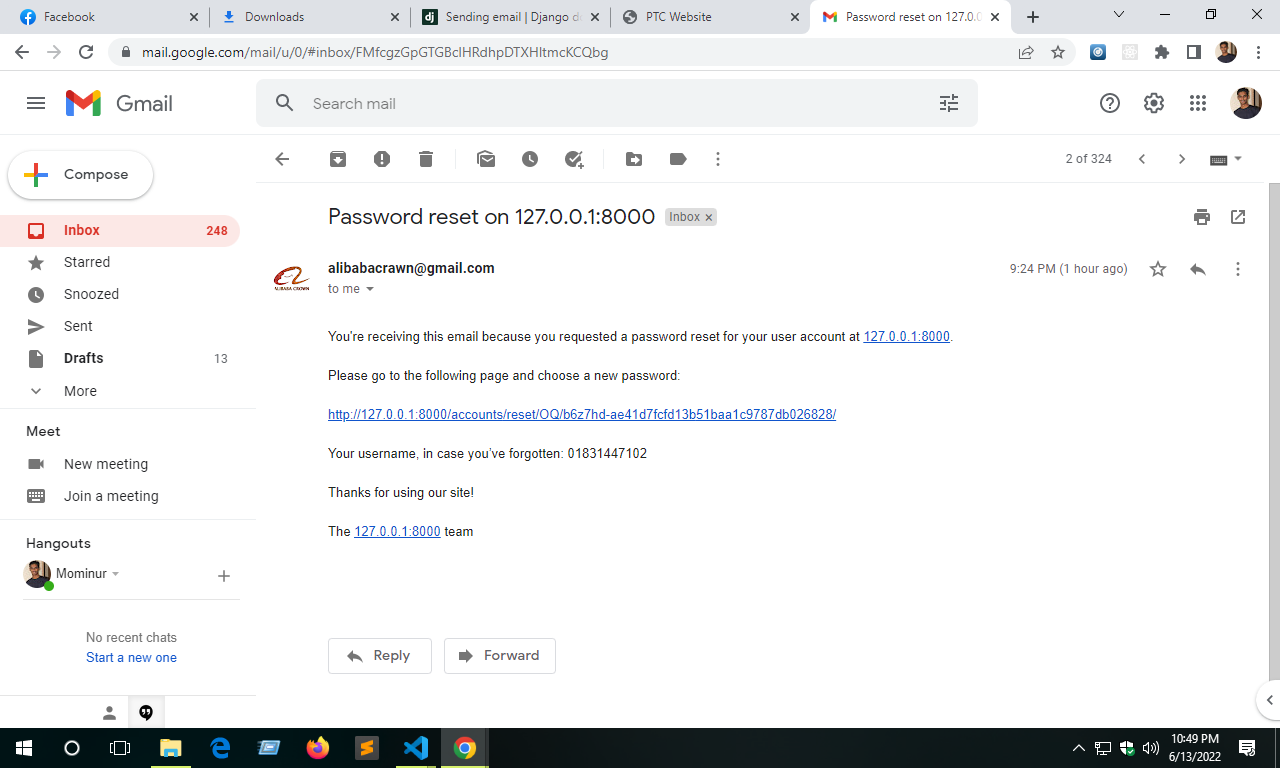 Facebook
Downloads
Sending email | Django d
PTC Website
Password reset on 127.0.0
mail.google.com/mail/u/0/#inbox/FMfcgzGpGTGBclHRdhpDTXHltmcKCQbg
Gmail
Search mail
Compose
2 of 324
Inbox 248
Starred
Snoozed
Sent
Drafts 13
More
Meet
New meeting
Join a meeting
Hangouts
Mominur
No recent chats
Start a new one
Password reset on 127.0.0.1:8000 Inbox
ALIBABA CROWN
alibabacrawn@gmail.com
9:24 PM (1 hour ago)
to me
You're receiving this email because you requested a password reset for your user account at 127.0.0.1:8000.
Please go to the following page and choose a new password:
http://127.0.0.1:8000/accounts/reset/OQ/b6z7hd-ae41d7fcfd13b51baa1c9787db026828/
Your username, in case you've forgotten: 01831447102
Thanks for using our site!
The 127.0.0.1:8000 team
Reply
Forward
10:49 PM
6/13/2022